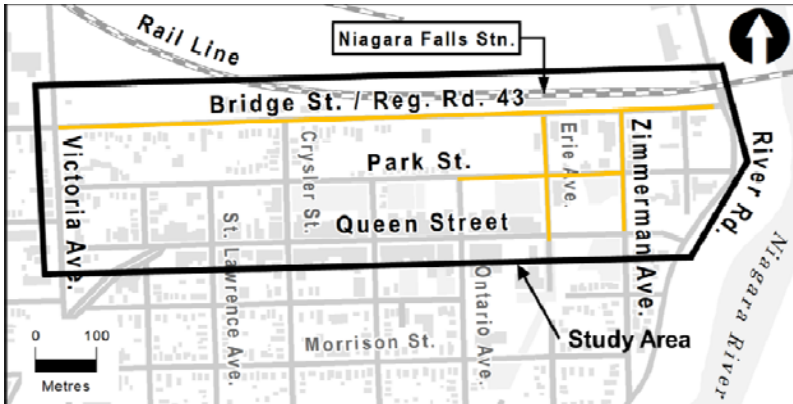 Rail Line
Niagara Falls Stn.
Bridge St. / Reg. Rd. 43
Victoria Ave.
Crysler St.
Park St.
Erie Ave.
Zimmerman Ave.
River Rd.
St. Lawrence Ave.
Queen Street
Ontario Ave.
Niagara River
Study Area
Morrison St.
0 100
Metres